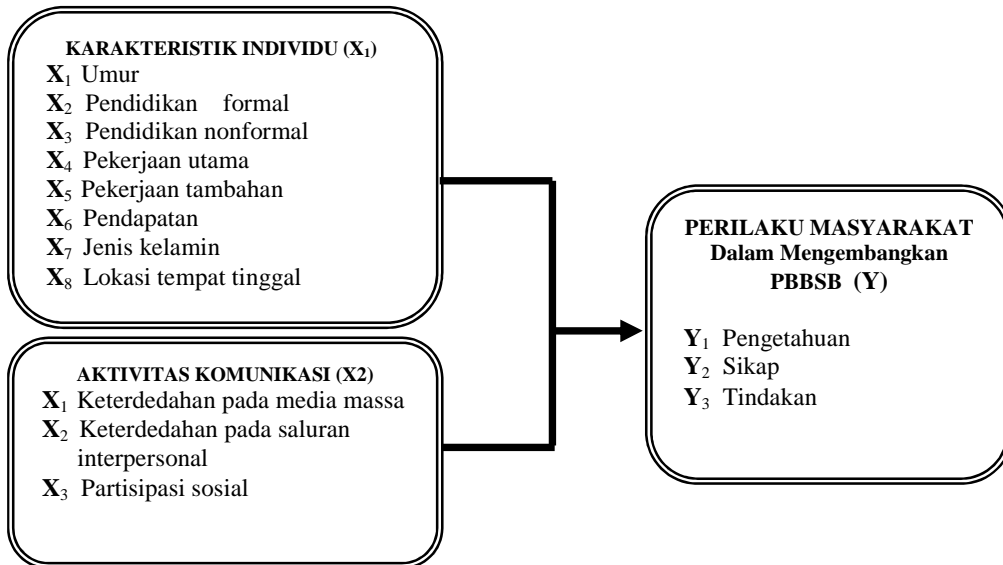 KARAKTERISTIK INDIVIDU (X₁)
X₁ Umur
X₂ Pendidikan formal
X₃ Pendidikan nonformal
X₄ Pekerjaan utama
X₅ Pekerjaan tambahan
X₆ Pendapatan
X₇ Jenis kelamin
X₈ Lokasi tempat tinggal
AKTIVITAS KOMUNIKASI (X2)
X₁ Keterdedahan pada media massa
X₂ Keterdedahan pada saluran
interpersonal
X₃ Partisipasi sosial
PERILAKU MASYARAKAT
Dalam Mengembangkan
PBBSB (Y)
Y₁ Pengetahuan
Y₂ Sikap
Y₃ Tindakan